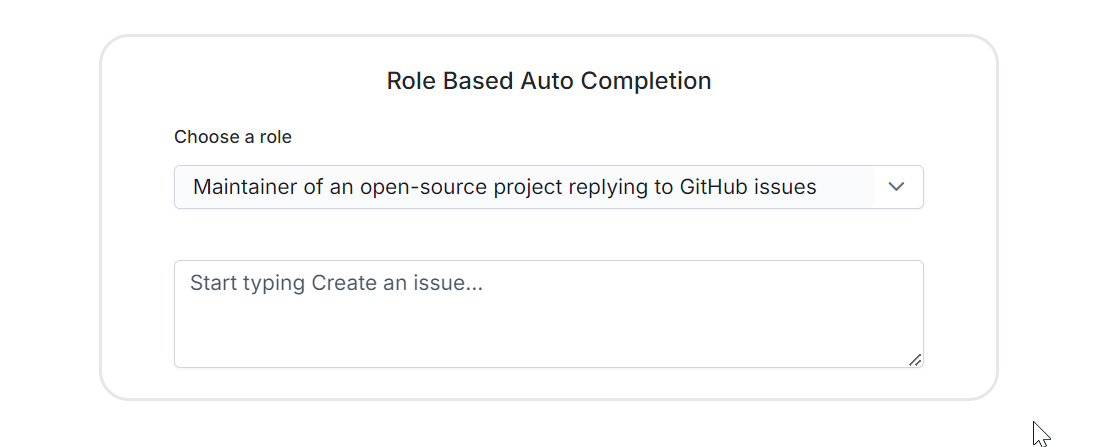 Role Based Auto Completion
Choose a role
Maintainer of an open-source project replying to GitHub issues
Start typing Create an issue...